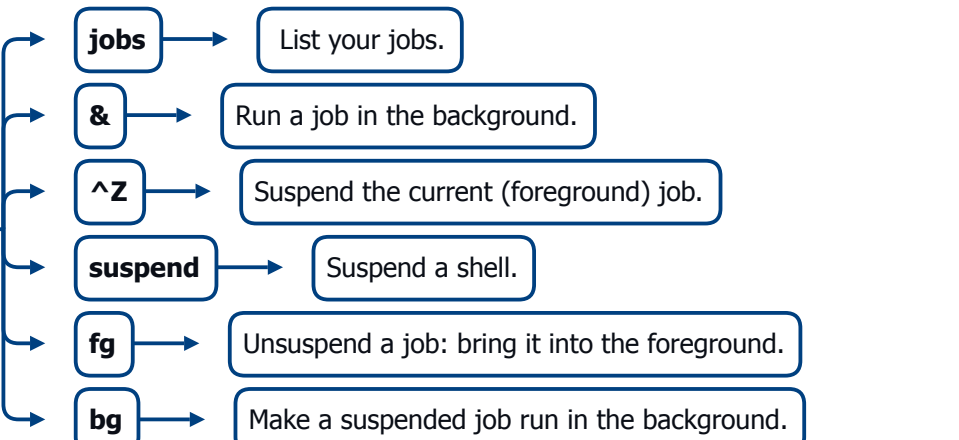 jobs List your jobs.
& Run a job in the background.
^Z Suspend the current (foreground) job.
suspend Suspend a shell.
fg Unsuspend a job: bring it into the foreground.
bg Make a suspended job run in the background.